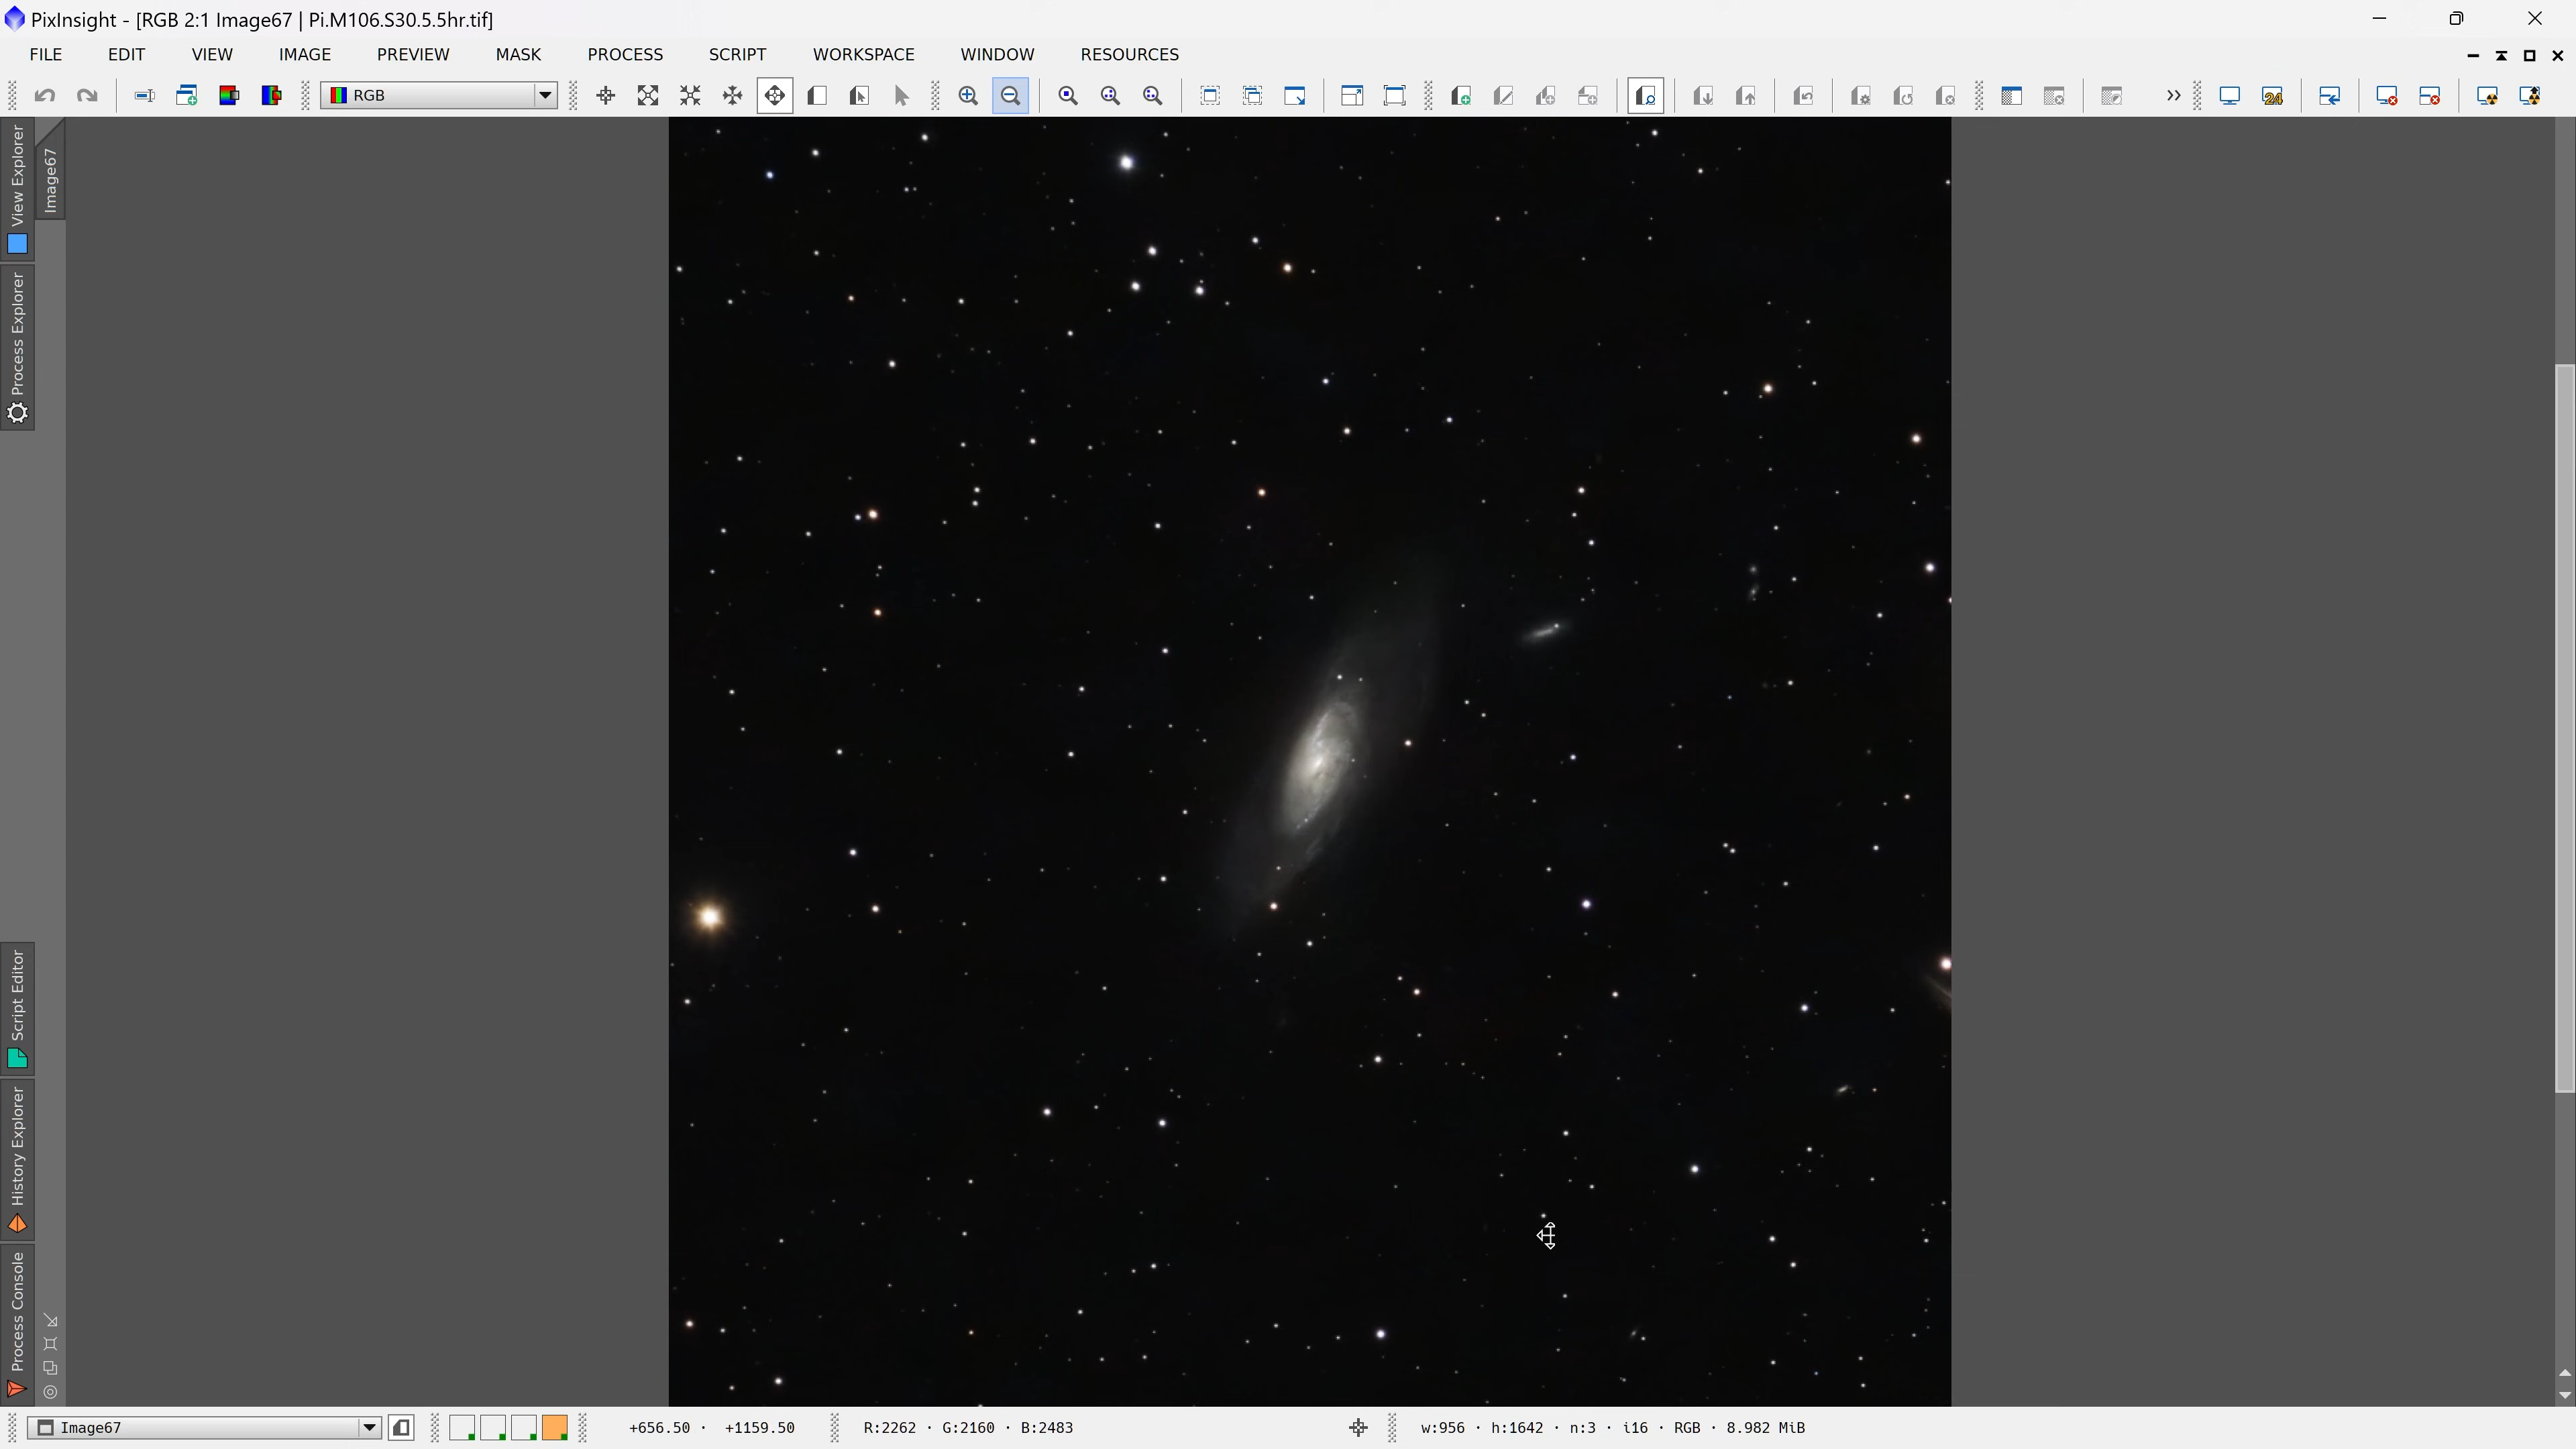 PixInsight - [RGB 2:1 Image67 | Pi.M106.S30.5.5hr.tif]
FILE EDIT VIEW IMAGE PREVIEW MASK PROCESS SCRIPT WORKSPACE WINDOW RESOURCES
RGB
24
View Explorer
Image67
Process Explorer
Script Editor
History Explorer
Process Console
Image67
+656.50 · +1159.50
R:2262 · G:2160 · B:2483
w:956 · h:1642 · n:3 · i16 · RGB · 8.982 MiB